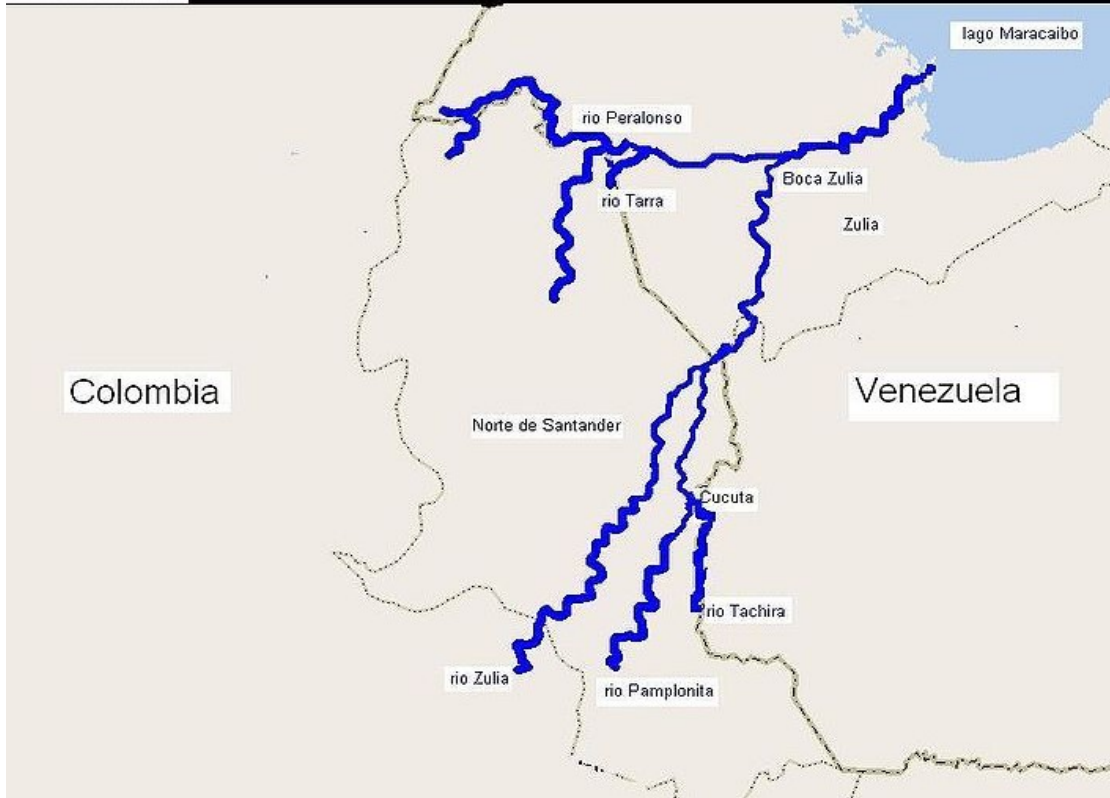 lago Maracaibo
rio Peralonso
Boca Zulia
rio Tarra
Zulia
Colombia
Venezuela
Norte de Santander
Cucuta
rio Tachira
rio Zulia
rio Pamplonita